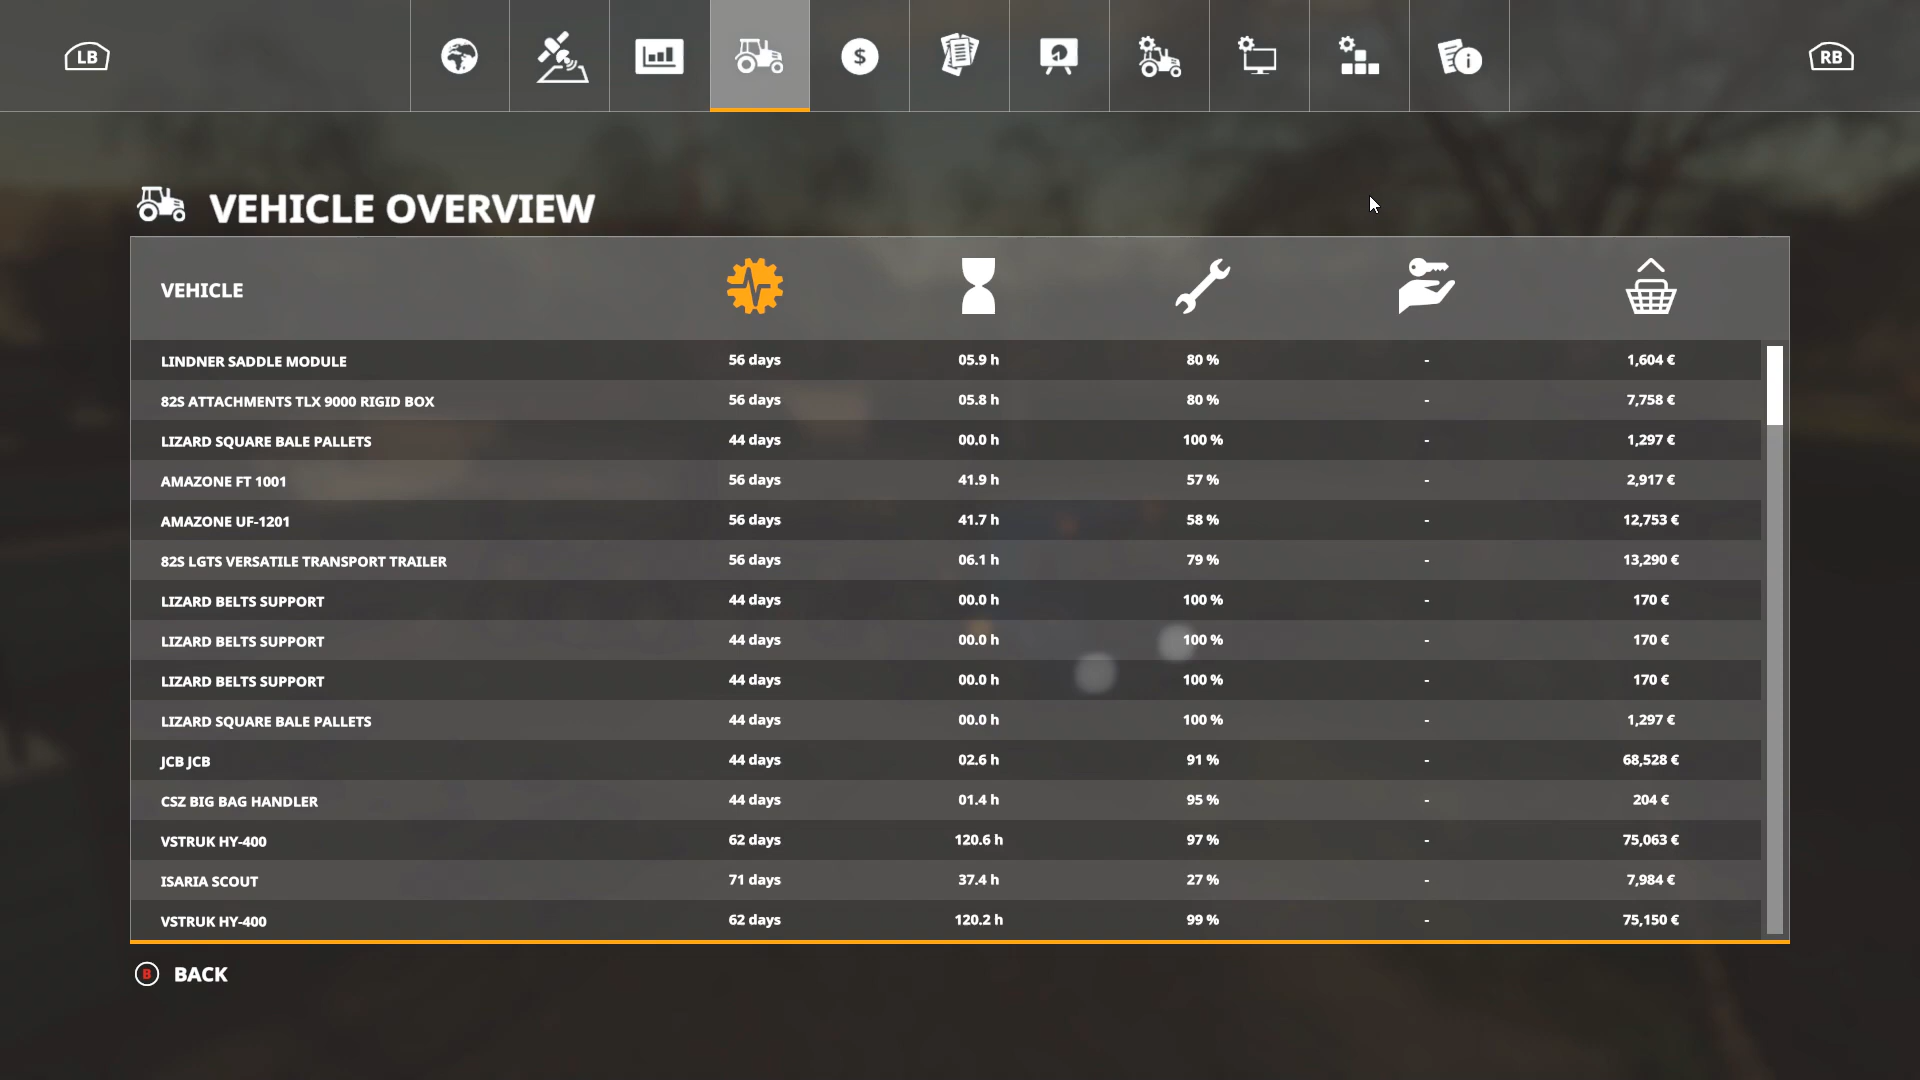 LB
$
RB
VEHICLE OVERVIEW
VEHICLE
LINDNER SADDLE MODULE 56 days 05.9 h 80 % - 1,604 €
82S ATTACHMENTS TLX 9000 RIGID BOX 56 days 05.8 h 80 % - 7,758 €
LIZARD SQUARE BALE PALLETS 44 days 00.0 h 100 % - 1,297 €
AMAZONE FT 1001 56 days 41.9 h 57 % - 2,917 €
AMAZONE UF-1201 56 days 41.7 h 58 % - 12,753 €
82S LGTS VERSATILE TRANSPORT TRAILER 56 days 06.1 h 79 % - 13,290 €
LIZARD BELTS SUPPORT 44 days 00.0 h 100 % - 170 €
LIZARD BELTS SUPPORT 44 days 00.0 h 100 % - 170 €
LIZARD BELTS SUPPORT 44 days 00.0 h 100 % - 170 €
LIZARD SQUARE BALE PALLETS 44 days 00.0 h 100 % - 1,297 €
JCB JCB 44 days 02.6 h 91 % - 68,528 €
CSZ BIG BAG HANDLER 44 days 01.4 h 95 % - 204 €
VSTRUK HY-400 62 days 120.6 h 97 % - 75,063 €
ISARIA SCOUT 71 days 37.4 h 27 % - 7,984 €
VSTRUK HY-400 62 days 120.2 h 99 % - 75,150 €
B BACK